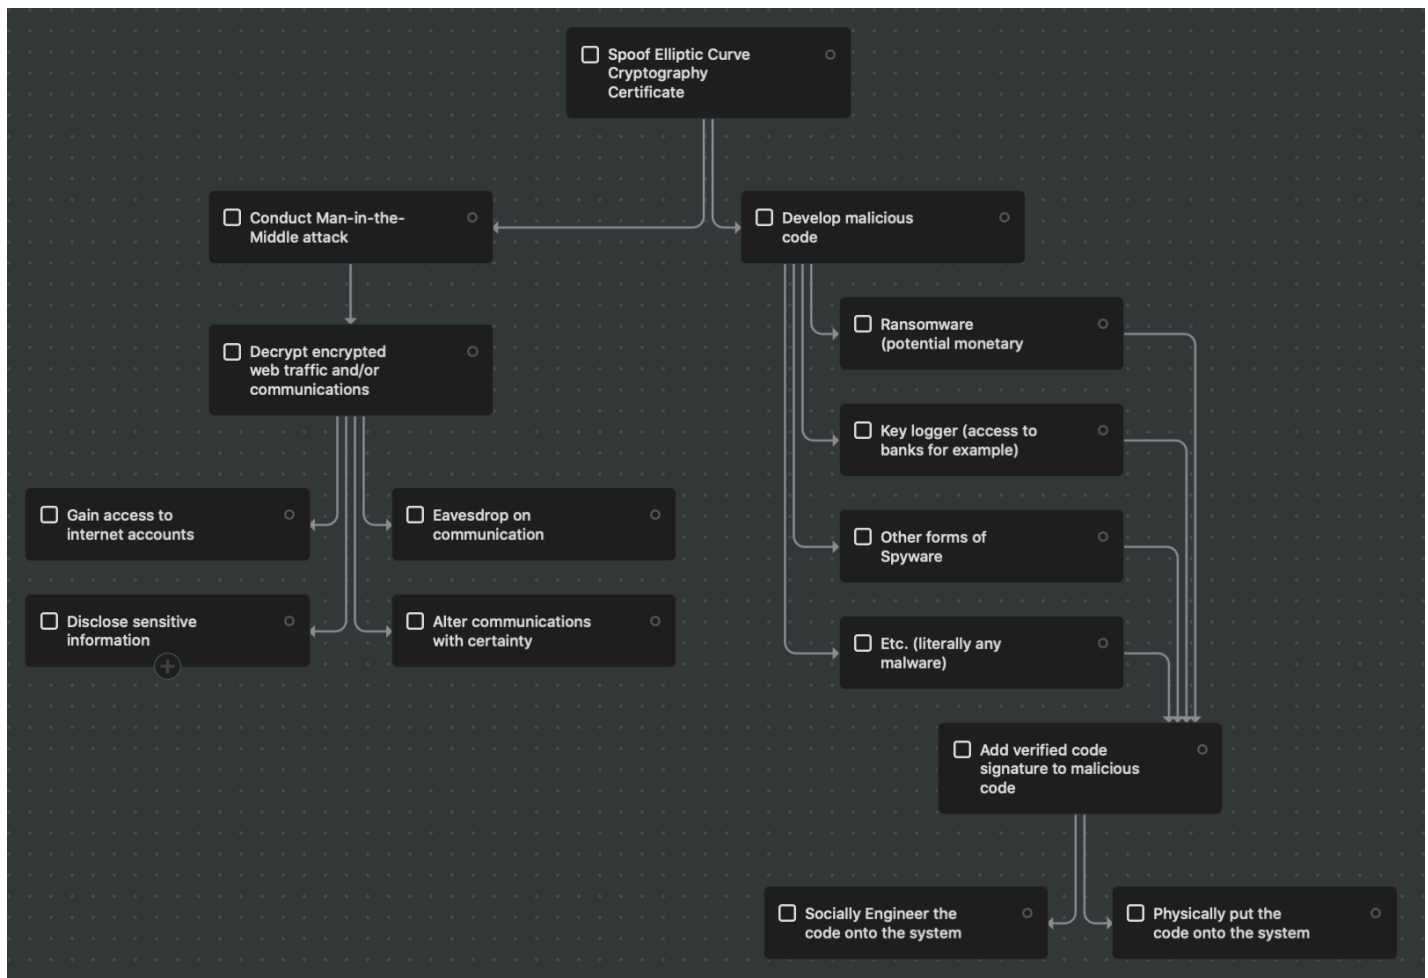 Spoof Elliptic Curve
Cryptography
Certificate
Conduct Man-in-the-
Middle attack
Develop malicious
code
Decrypt encrypted
web traffic and/or
communications
Gain access to
internet accounts
Eavesdrop on
communication
Disclose sensitive
information
Alter communications
with certainty
Ransomware
(potential monetary
Key logger (access to
banks for example)
Other forms of
Spyware
Etc. (literally any
malware)
Add verified code
signature to malicious
code
Socially Engineer the
code onto the system
Physically put the
code onto the system